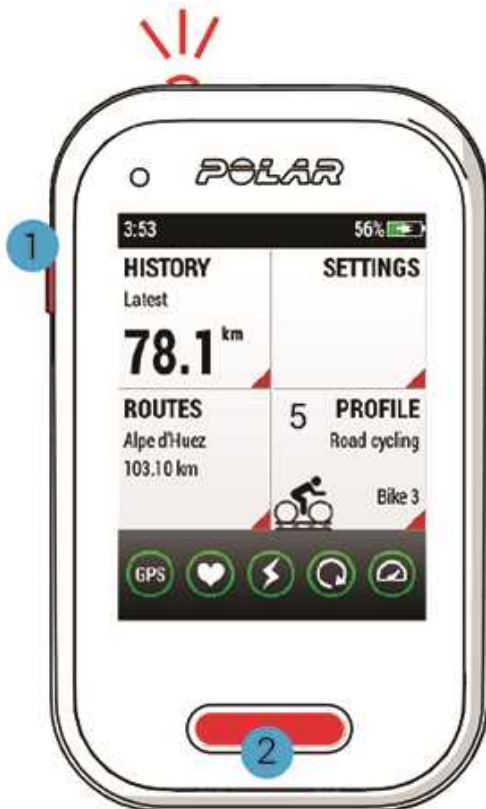 POLAR
1
3:53 56%
HISTORY
Latest
78.1 km
SETTINGS
ROUTES
Alpe d'Huez
103.10 km
5 PROFILE
Road cycling
Bike 3
GPS
2